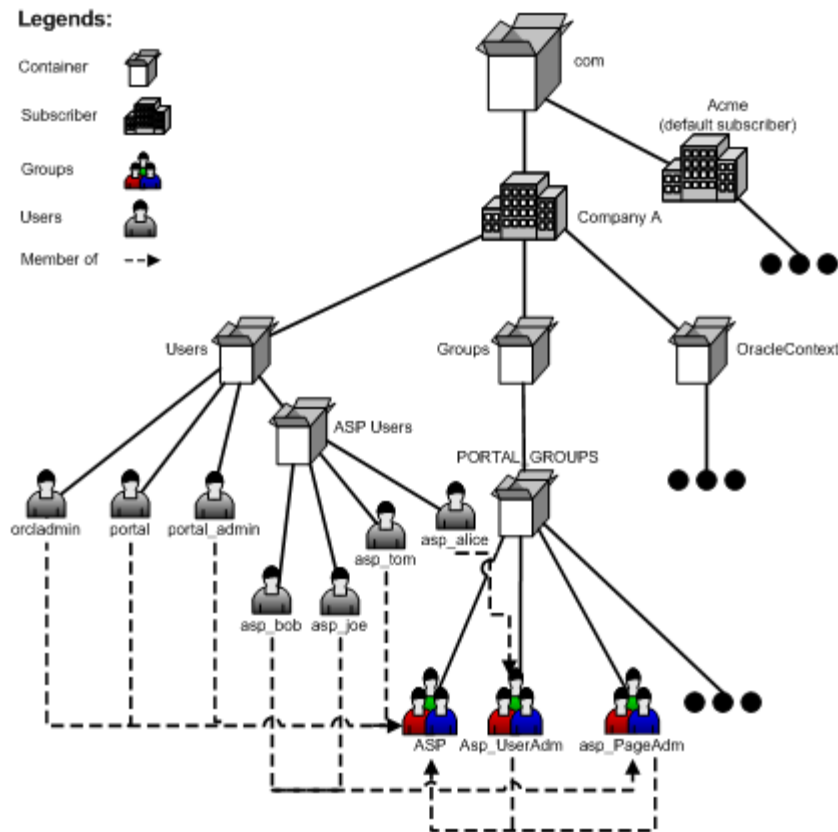 Legends:
Container
Subscriber
Groups
Users
Member of
com
Acme
(default subscriber)
Company A
Users
Groups
OracleContext
ASP Users
PORTAL_GROUPS
orcladmin
portal
portal_admin
asp_alice
asp_tom
asp_bob
asp_joe
ASP
Asp_UserAdm
asp_PageAdm